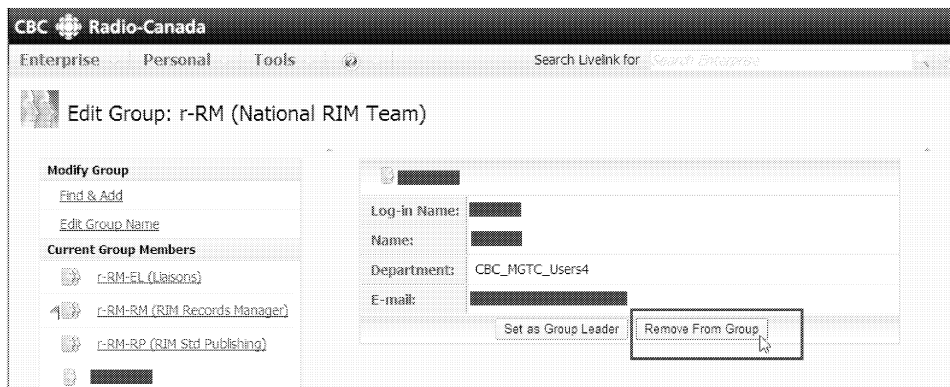 CBC Radio-Canada
Enterprise Personal Tools ? Search Livelink for Search Enterprise
Edit Group: r-RM (National RIM Team)
Modify Group
Find & Add
Edit Group Name
Current Group Members
r-RM-EL (Liaisons)
r-RM-RM (RIM Records Manager)
r-RM-RP (RIM Std Publishing)
Log-in Name:
Name:
Department: CBC_MGTC_Users4
E-mail:
Set as Group Leader Remove From Group